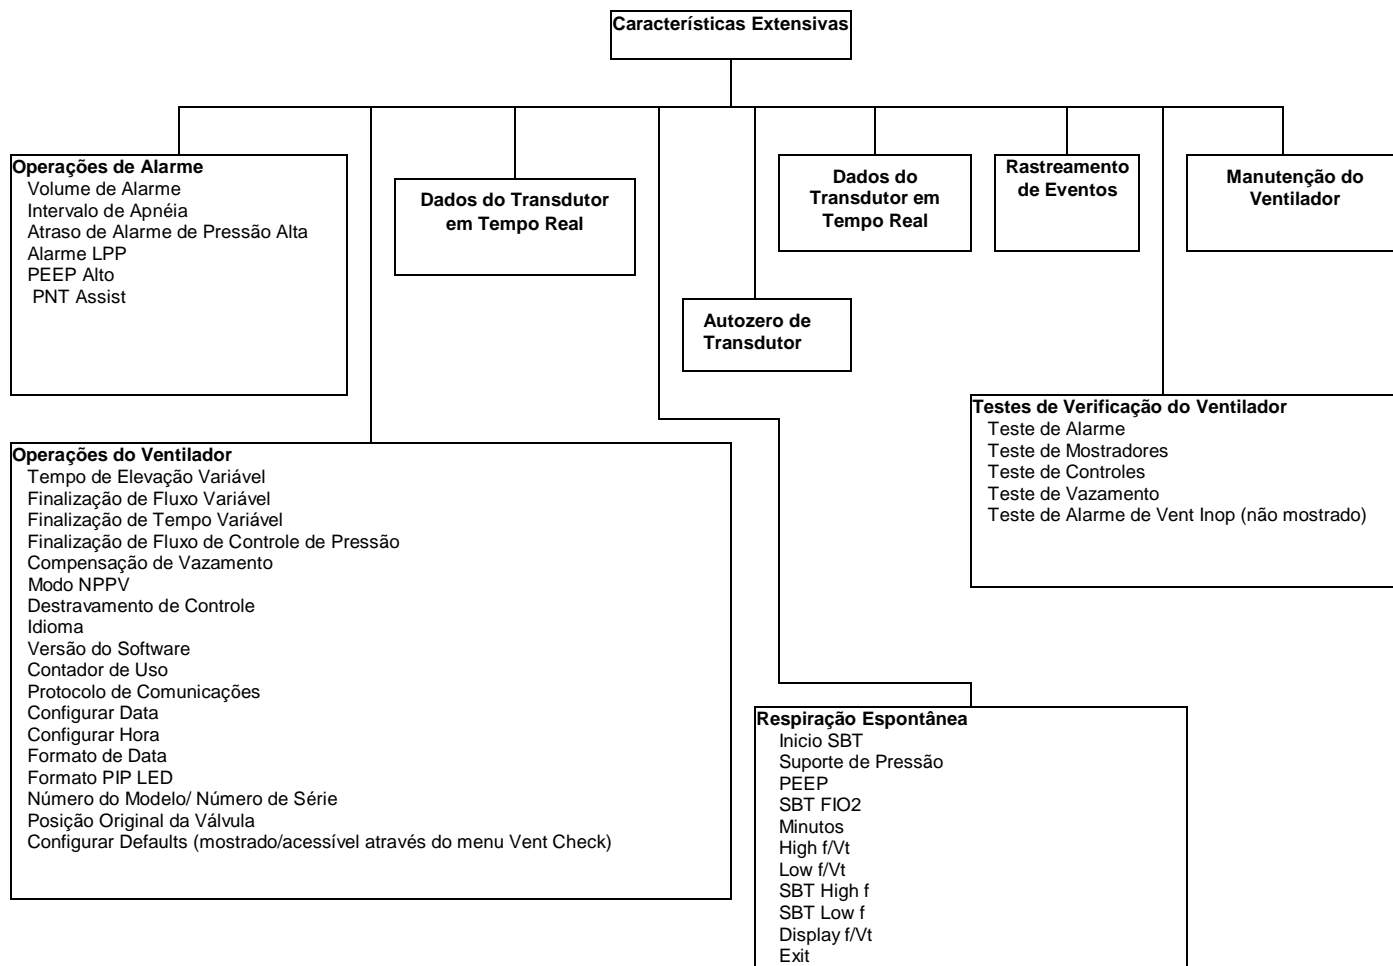 Características Extensivas
Operações de Alarme
Volume de Alarme
Intervalo de Apnéia
Atraso de Alarme de Pressão Alta
Alarme LPP
PEEP Alto
PNT Assist
Dados do Transdutor
em Tempo Real
Dados do
Transdutor em
Tempo Real
Rastreamento
de Eventos
Manutenção do
Ventilador
Autozero de
Transdutor
Testes de Verificação do Ventilador
Teste de Alarme
Teste de Mostradores
Teste de Controles
Teste de Vazamento
Teste de Alarme de Vent Inop (não mostrado)
Operações do Ventilador
Tempo de Elevação Variável
Finalização de Fluxo Variável
Finalização de Tempo Variável
Finalização de Fluxo de Controle de Pressão
Compensação de Vazamento
Modo NPPV
Destravamento de Controle
Idioma
Versão do Software
Contador de Uso
Protocolo de Comunicações
Configurar Data
Configurar Hora
Formato de Data
Formato PIP LED
Número do Modelo/ Número de Série
Posição Original da Válvula
Configurar Defaults (mostrado/acessível através do menu Vent Check)
Respiração Espontânea
Inicio SBT
Suporte de Pressão
PEEP
SBT FIO2
Minutos
High f/Vt
Low f/Vt
SBT High f
SBT Low f
Display f/Vt
Exit